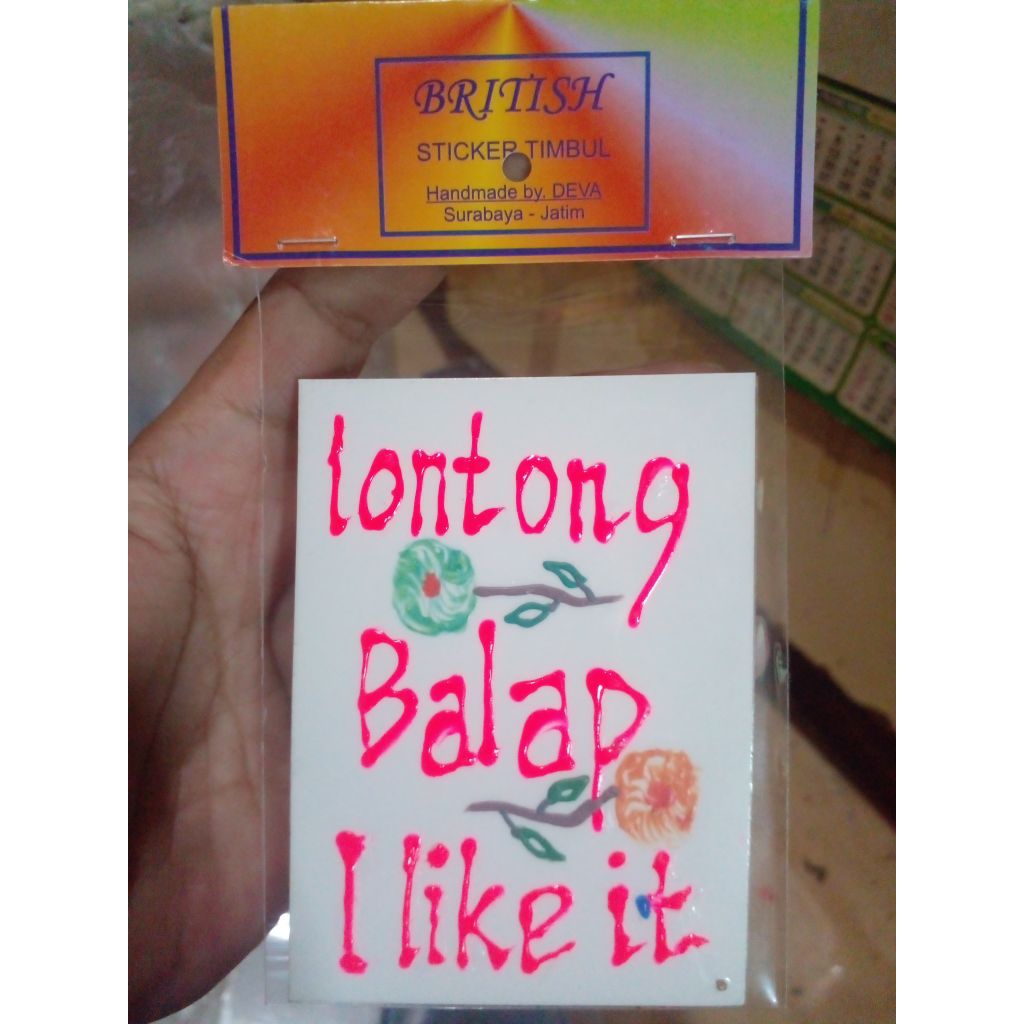 BRITISH
STICKER TIMBUL
Handmade by. DEVA
Surabaya - Jatim
lontong
Balap
I like it